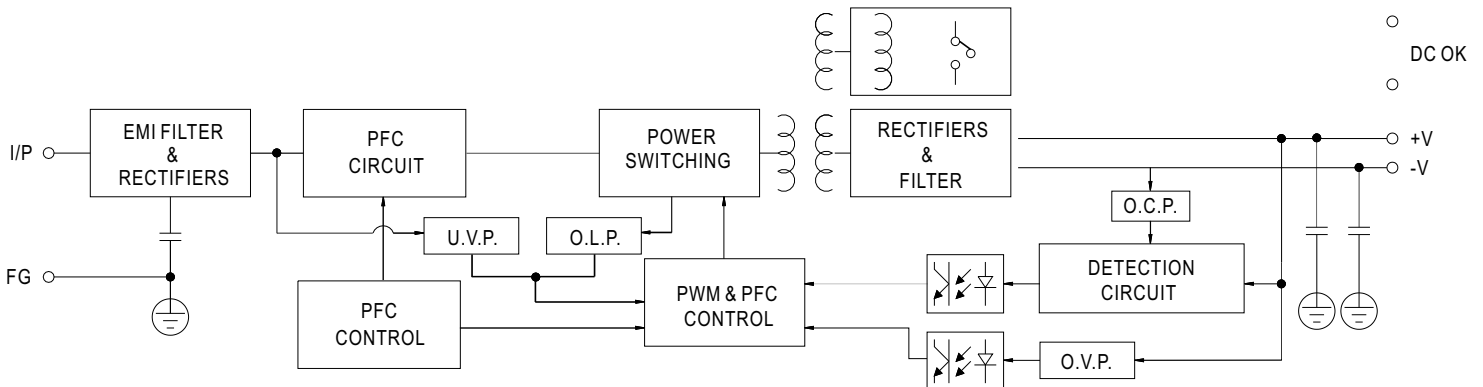 DC OK
I/P
EMI FILTER
&
RECTIFIERS
PFC
CIRCUIT
POWER
SWITCHING
RECTIFIERS
&
FILTER
+V
-V
O.C.P.
U.V.P.
O.L.P.
FG
PFC
CONTROL
PWM & PFC
CONTROL
DETECTION
CIRCUIT
O.V.P.